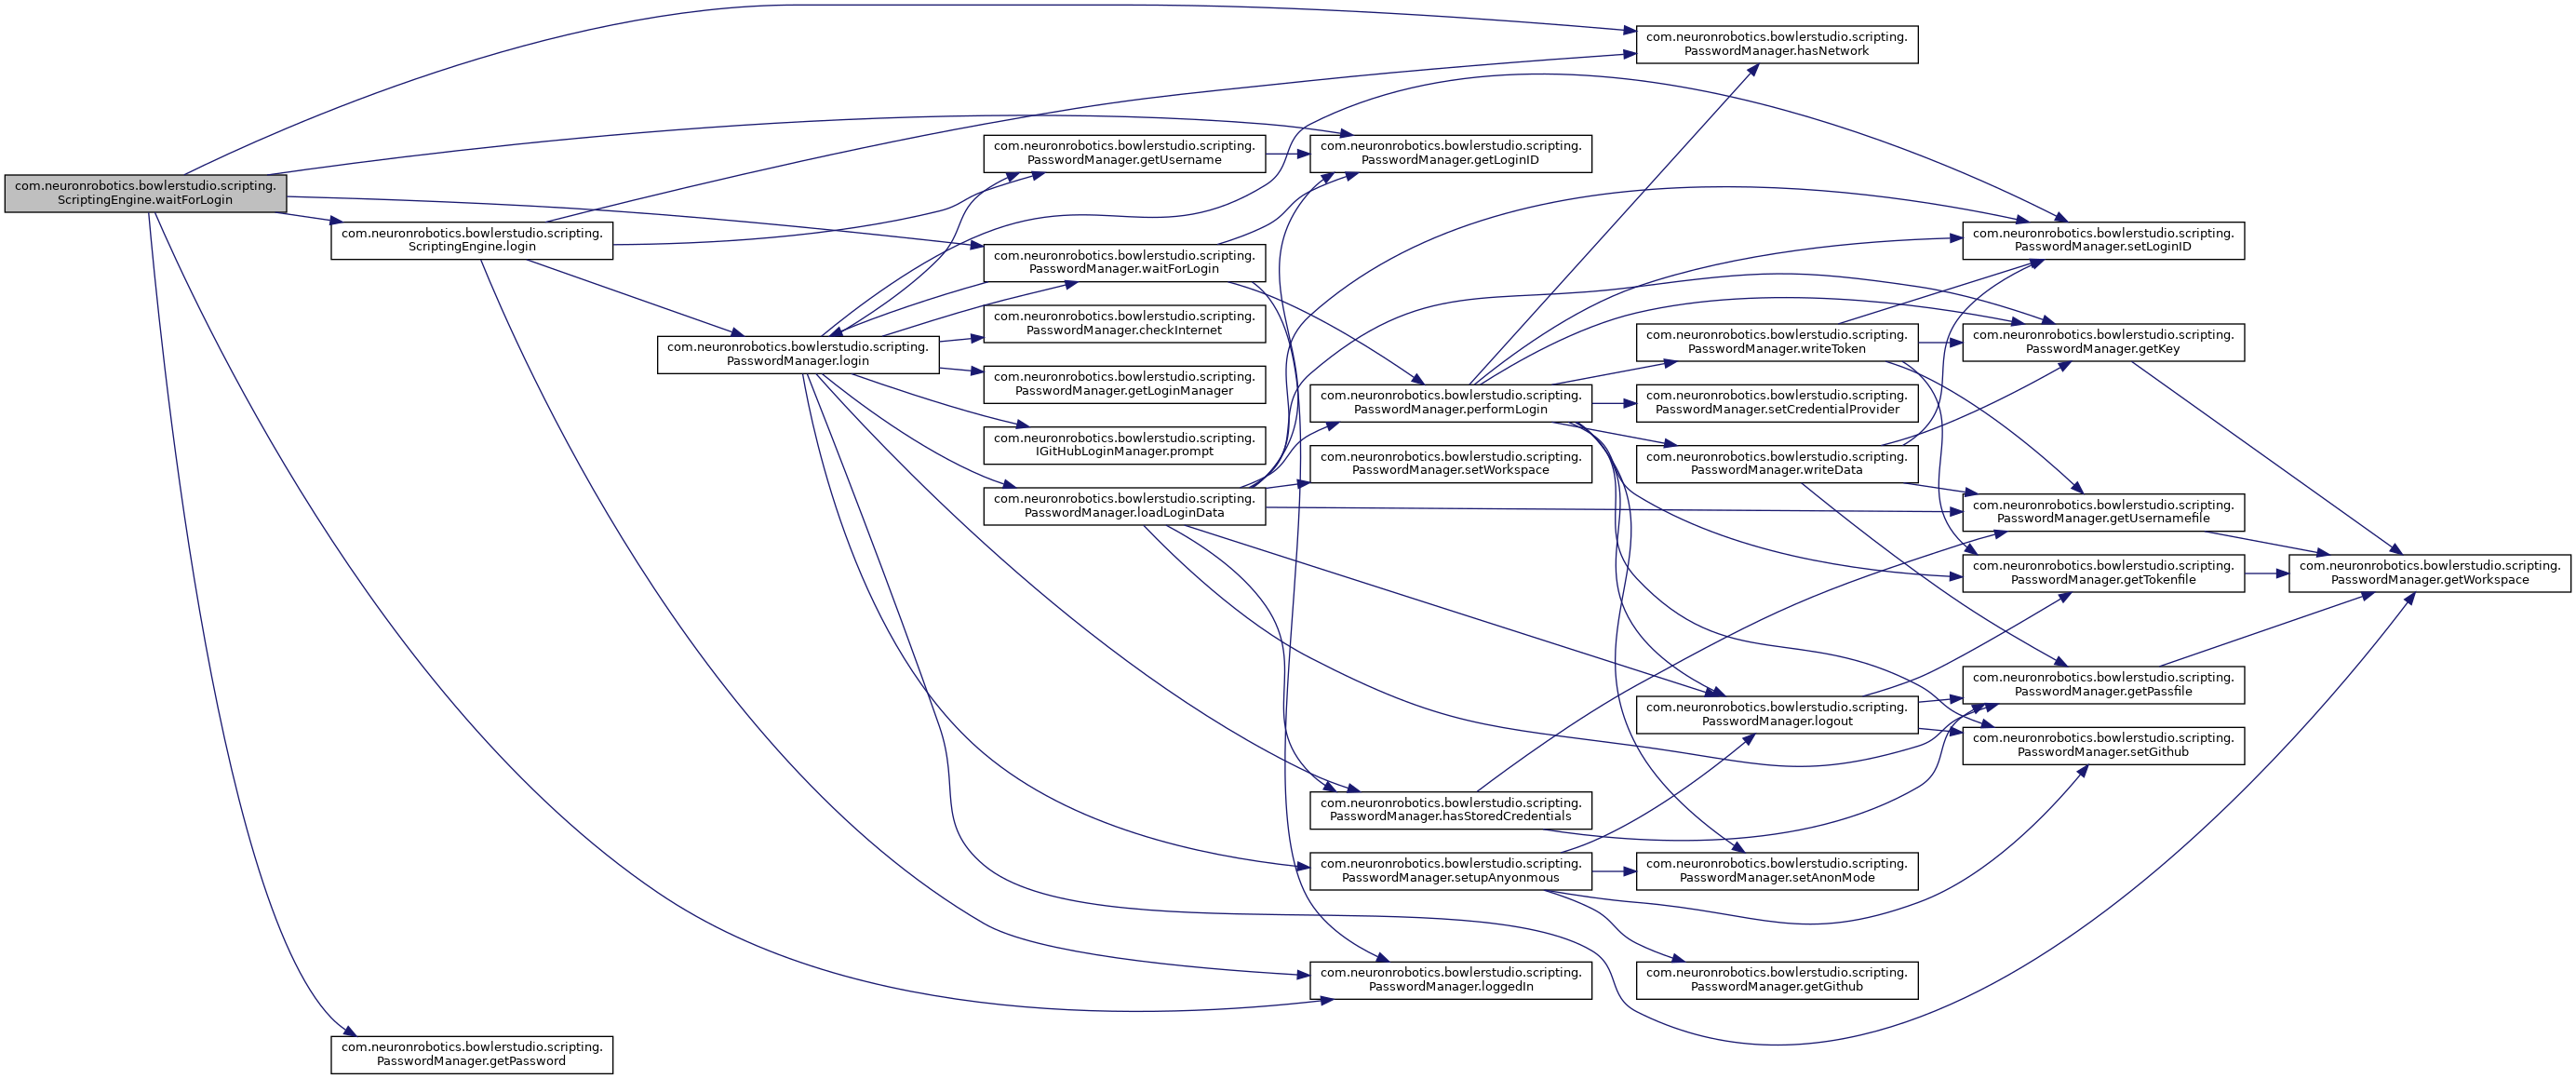 com.neuronrobotics.bowlerstudio.scripting.
ScriptingEngine.waitForLogin
com.neuronrobotics.bowlerstudio.scripting.
ScriptingEngine.login
com.neuronrobotics.bowlerstudio.scripting.
PasswordManager.getPassword
com.neuronrobotics.bowlerstudio.scripting.
PasswordManager.login
com.neuronrobotics.bowlerstudio.scripting.
PasswordManager.getUsername
com.neuronrobotics.bowlerstudio.scripting.
PasswordManager.waitForLogin
com.neuronrobotics.bowlerstudio.scripting.
PasswordManager.checkInternet
com.neuronrobotics.bowlerstudio.scripting.
PasswordManager.getLoginManager
com.neuronrobotics.bowlerstudio.scripting.
IGitHubLoginManager.prompt
com.neuronrobotics.bowlerstudio.scripting.
PasswordManager.loadLoginData
com.neuronrobotics.bowlerstudio.scripting.
PasswordManager.getLoginID
com.neuronrobotics.bowlerstudio.scripting.
PasswordManager.performLogin
com.neuronrobotics.bowlerstudio.scripting.
PasswordManager.setWorkspace
com.neuronrobotics.bowlerstudio.scripting.
PasswordManager.hasStoredCredentials
com.neuronrobotics.bowlerstudio.scripting.
PasswordManager.setupAnyonmous
com.neuronrobotics.bowlerstudio.scripting.
PasswordManager.loggedIn
com.neuronrobotics.bowlerstudio.scripting.
PasswordManager.hasNetwork
com.neuronrobotics.bowlerstudio.scripting.
PasswordManager.writeToken
com.neuronrobotics.bowlerstudio.scripting.
PasswordManager.setCredentialProvider
com.neuronrobotics.bowlerstudio.scripting.
PasswordManager.writeData
com.neuronrobotics.bowlerstudio.scripting.
PasswordManager.logout
com.neuronrobotics.bowlerstudio.scripting.
PasswordManager.setAnonMode
com.neuronrobotics.bowlerstudio.scripting.
PasswordManager.getGithub
com.neuronrobotics.bowlerstudio.scripting.
PasswordManager.setLoginID
com.neuronrobotics.bowlerstudio.scripting.
PasswordManager.getKey
com.neuronrobotics.bowlerstudio.scripting.
PasswordManager.getUsernamefile
com.neuronrobotics.bowlerstudio.scripting.
PasswordManager.getTokenfile
com.neuronrobotics.bowlerstudio.scripting.
PasswordManager.getPassfile
com.neuronrobotics.bowlerstudio.scripting.
PasswordManager.setGithub
com.neuronrobotics.bowlerstudio.scripting.
PasswordManager.getWorkspace